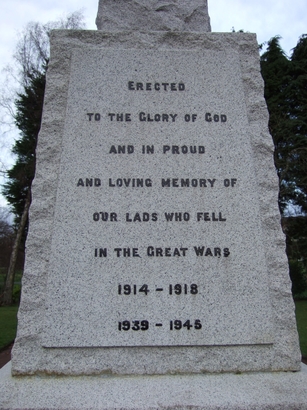 Erected
to the Glory of God
and in proud
and loving memory of
our lads who fell
in the Great Wars
1914 - 1918
1939 - 1945